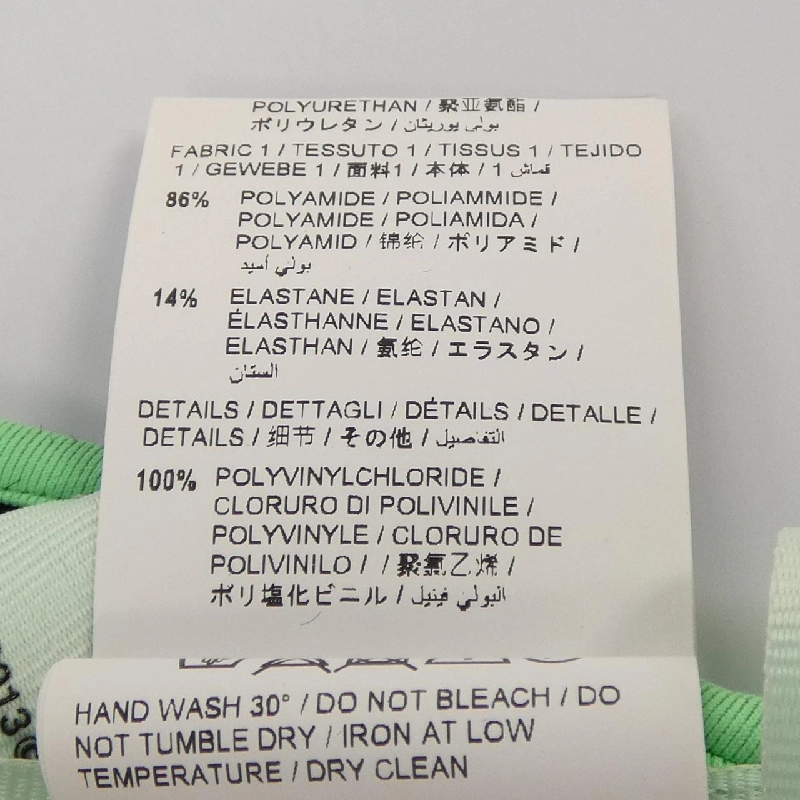 POLYURETHAN / 聚亚氨酯 /
ポリウレタン / بولي يوريتان
FABRIC 1 / TESSUTO 1 / TISSUS 1 / TEJIDO
1 / GEWEBE 1 / 面料1 / 本体 / 1 قماش
86% POLYAMIDE / POLIAMMIDE /
POLYAMIDE / POLIAMIDA /
POLYAMID / 锦纶 / ポリアミド /
بولي أسيد
14% ELASTANE / ELASTAN /
ÉLASTHANNE / ELASTANO /
ELASTHAN / 氨纶 / エラスタン /
الستان
DETAILS / DETTAGLI / DÉTAILS / DETALLE /
DETAILS / 细节 / その他 / التفاصيل
100% POLYVINYLCHLORIDE /
CLORURO DI POLIVINILE /
POLYVINYLE / CLORURO DE
POLIVINILO / / 聚氯乙烯 /
ポリ塩化ビニル / البولي فينيل
HAND WASH 30° / DO NOT BLEACH / DO
NOT TUMBLE DRY / IRON AT LOW
TEMPERATURE / DRY CLEAN